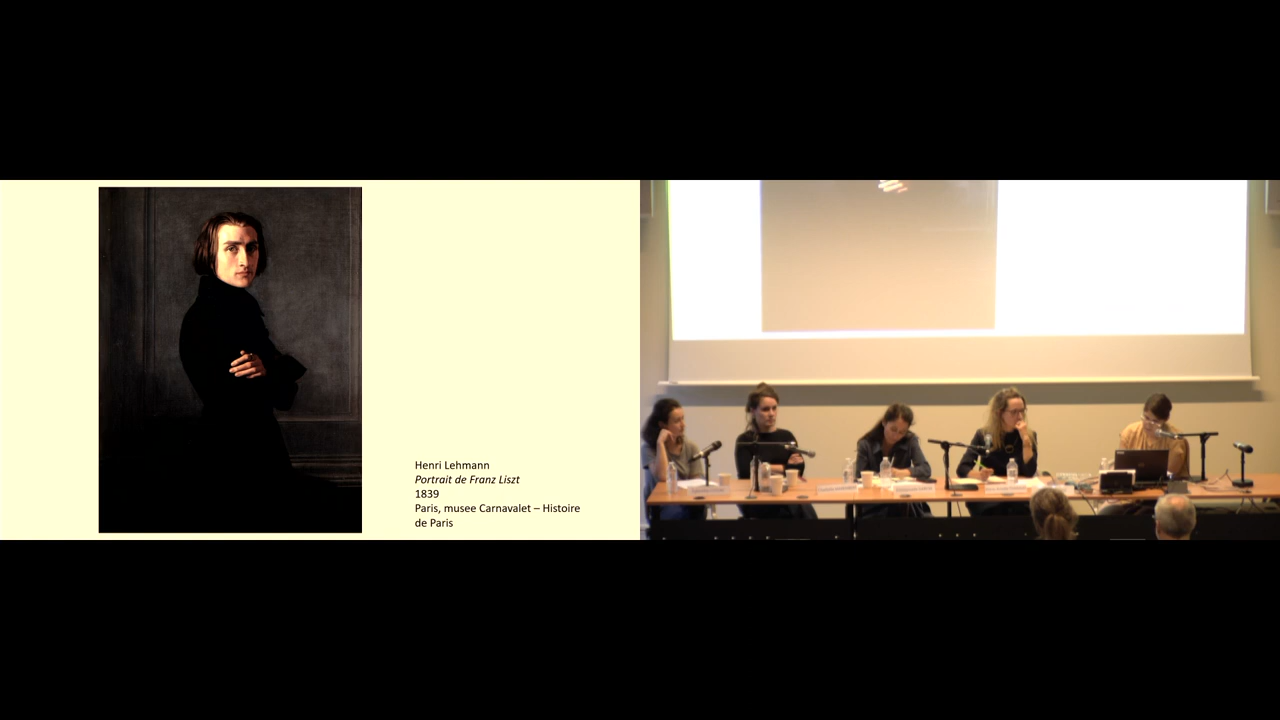 Henri Lehmann
Portrait de Franz Liszt
1839
Paris, musee Carnavalet – Histoire
de Paris